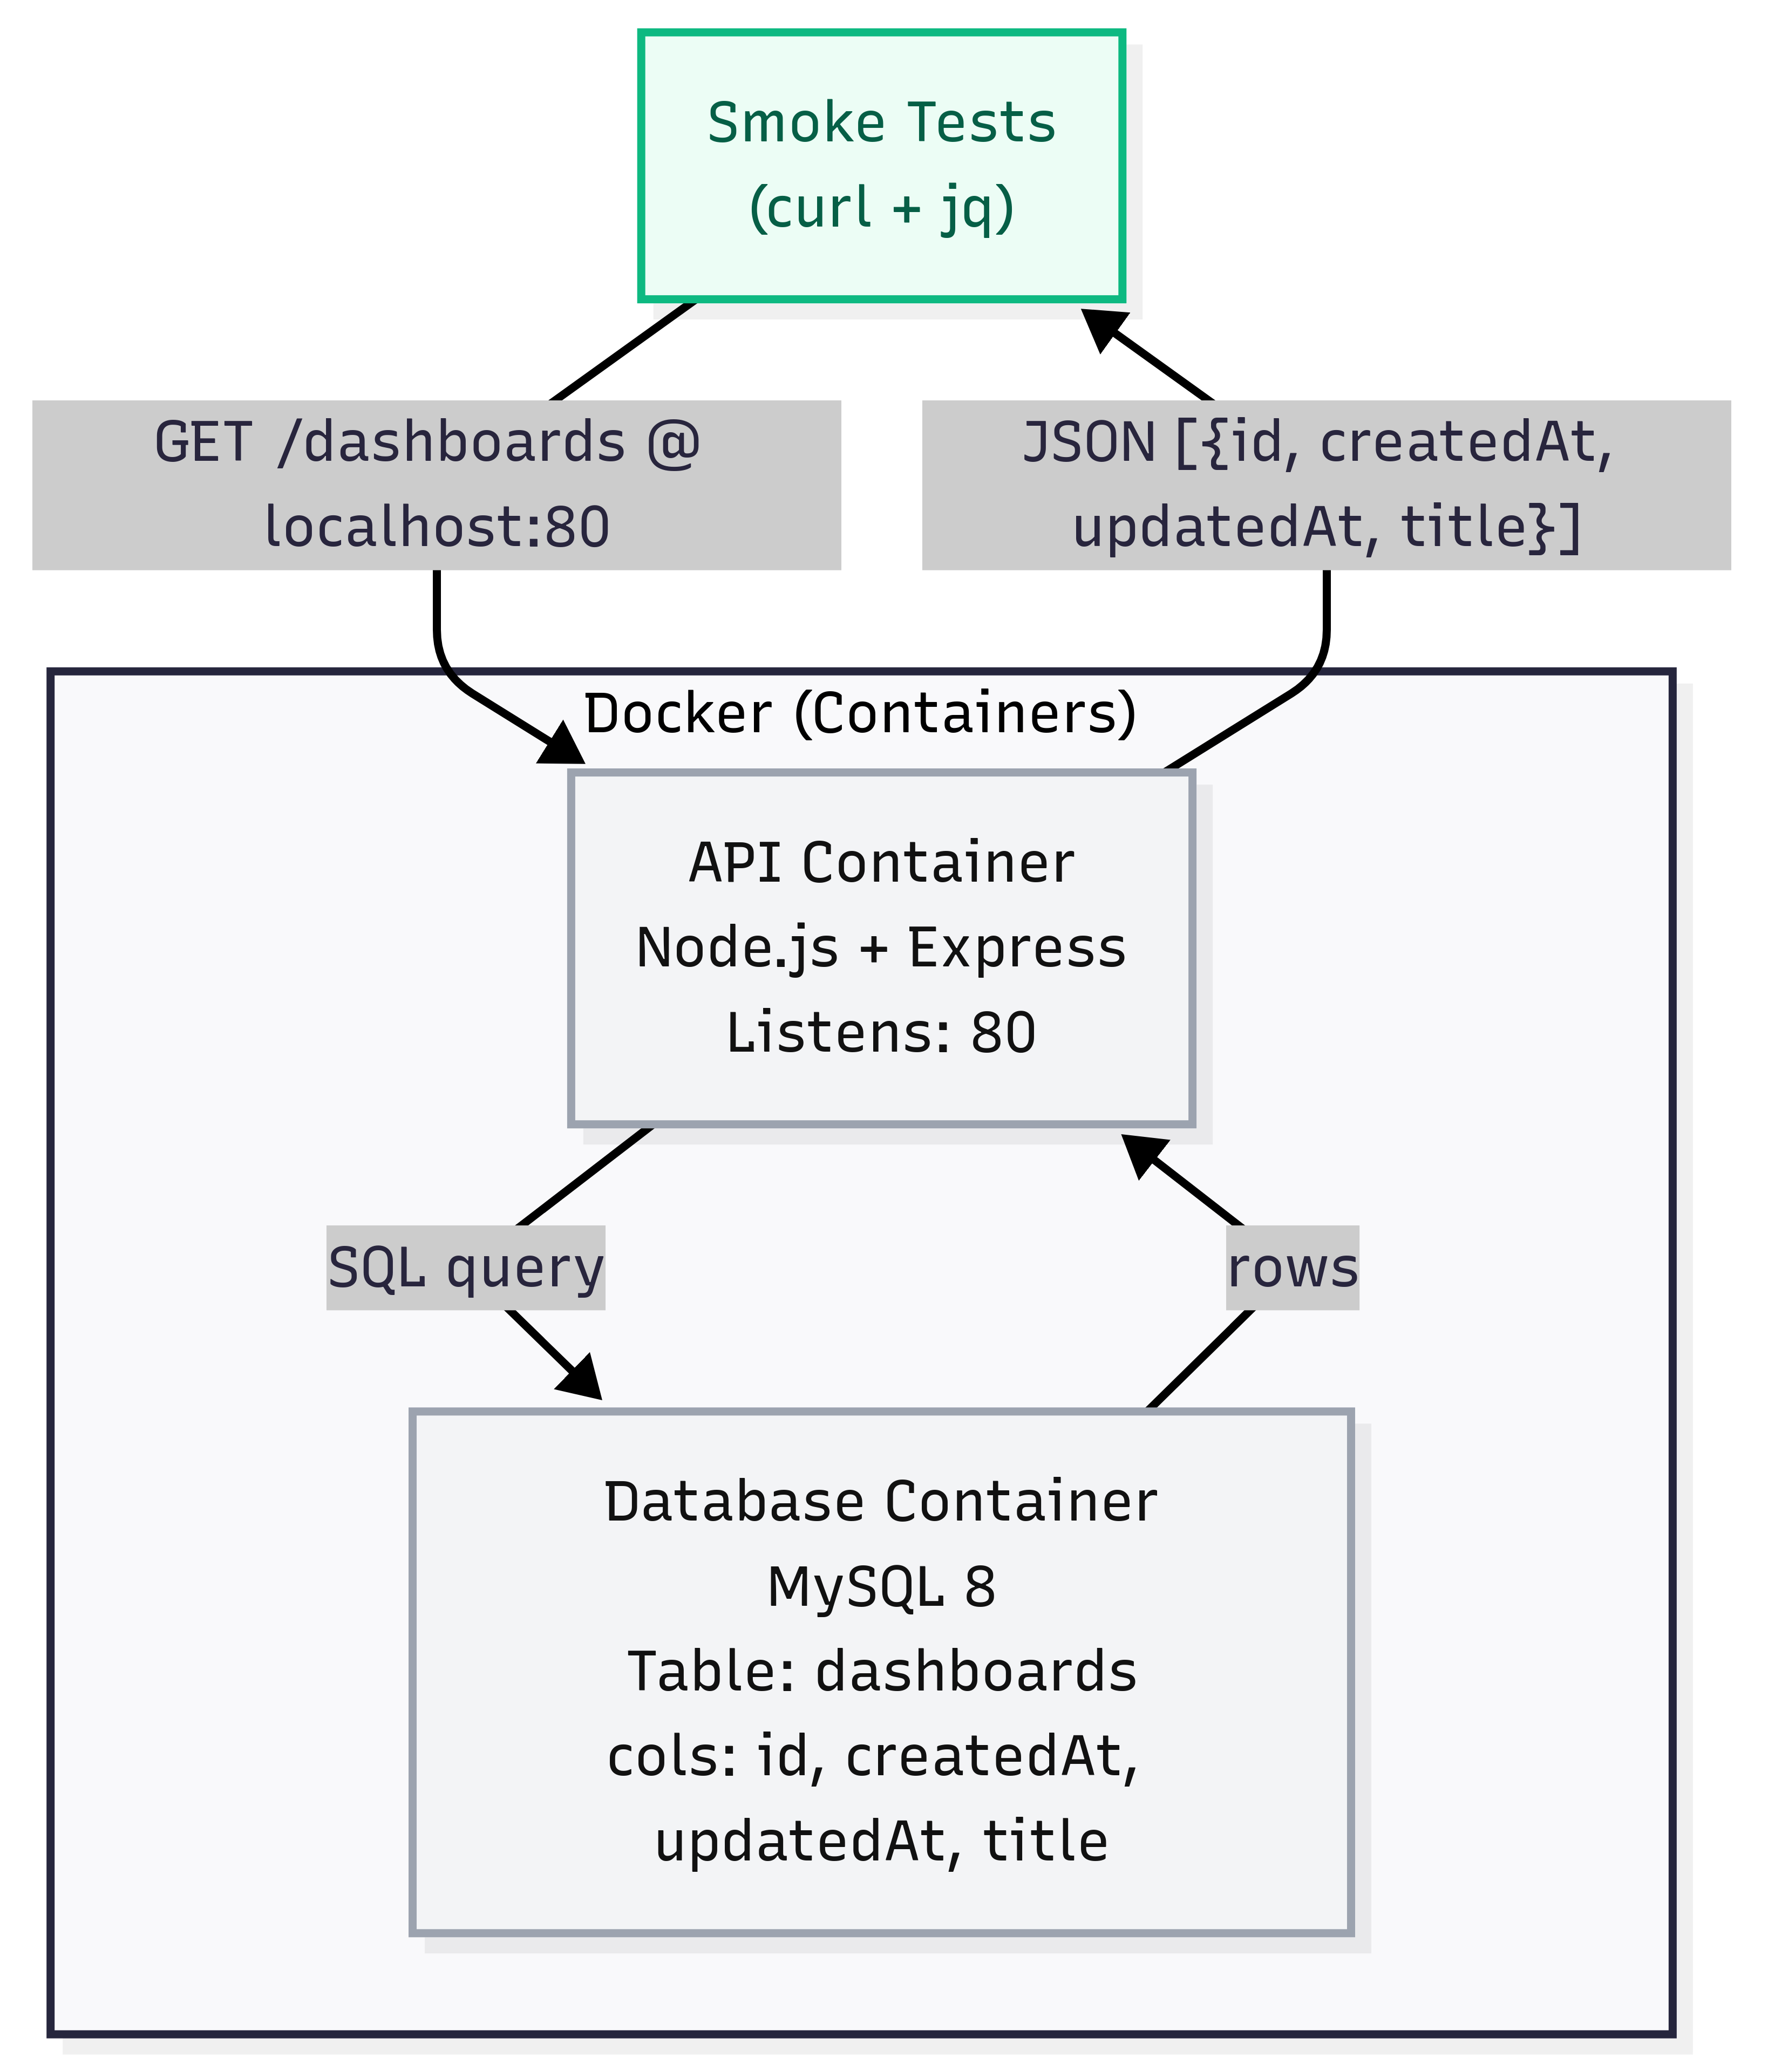 Smoke Tests
(curl + jq)
GET /dashboards @
localhost:80
JSON [{id, createdAt,
updatedAt, title}]
Docker (Containers)
API Container
Node.js + Express
Listens: 80
SQL query
rows
Database Container
MySQL 8
Table: dashboards
cols: id, createdAt,
updatedAt, title